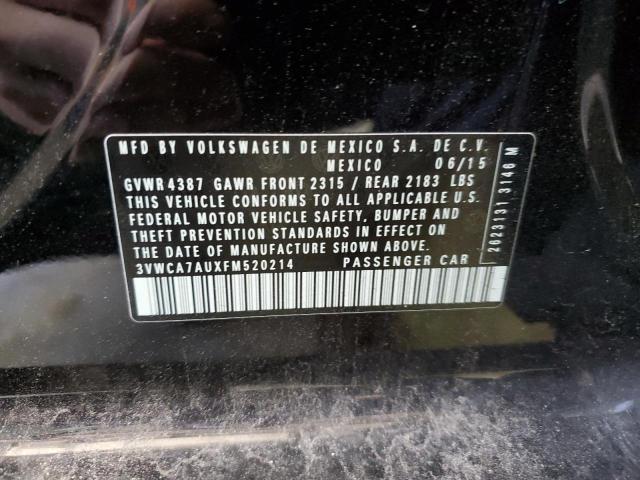 MFD BY VOLKSWAGEN DE MEXICO S.A. DE C.V.
MEXICO 06/15
GVWR 4387 GAWR FRONT 2315 / REAR 2183 LBS
THIS VEHICLE CONFORMS TO ALL APPLICABLE U.S.
FEDERAL MOTOR VEHICLE SAFETY, BUMPER AND
THEFT PREVENTION STANDARDS IN EFFECT ON
THE DATE OF MANUFACTURE SHOWN ABOVE.
3VWCA7AUXFM520214 PASSENGER CAR
2623131 3146 M